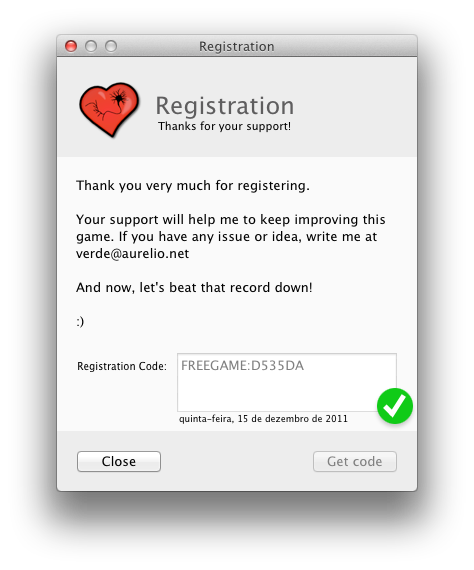 Registration
Registration
Thanks for your support!
Thank you very much for registering.
Your support will help me to keep improving this
game. If you have any issue or idea, write me at
verde@aurelio.net
And now, let's beat that record down!
:)
Registration Code:
FREEGAME:D535DA
quinta-feira, 15 de dezembro de 2011
Close
Get code